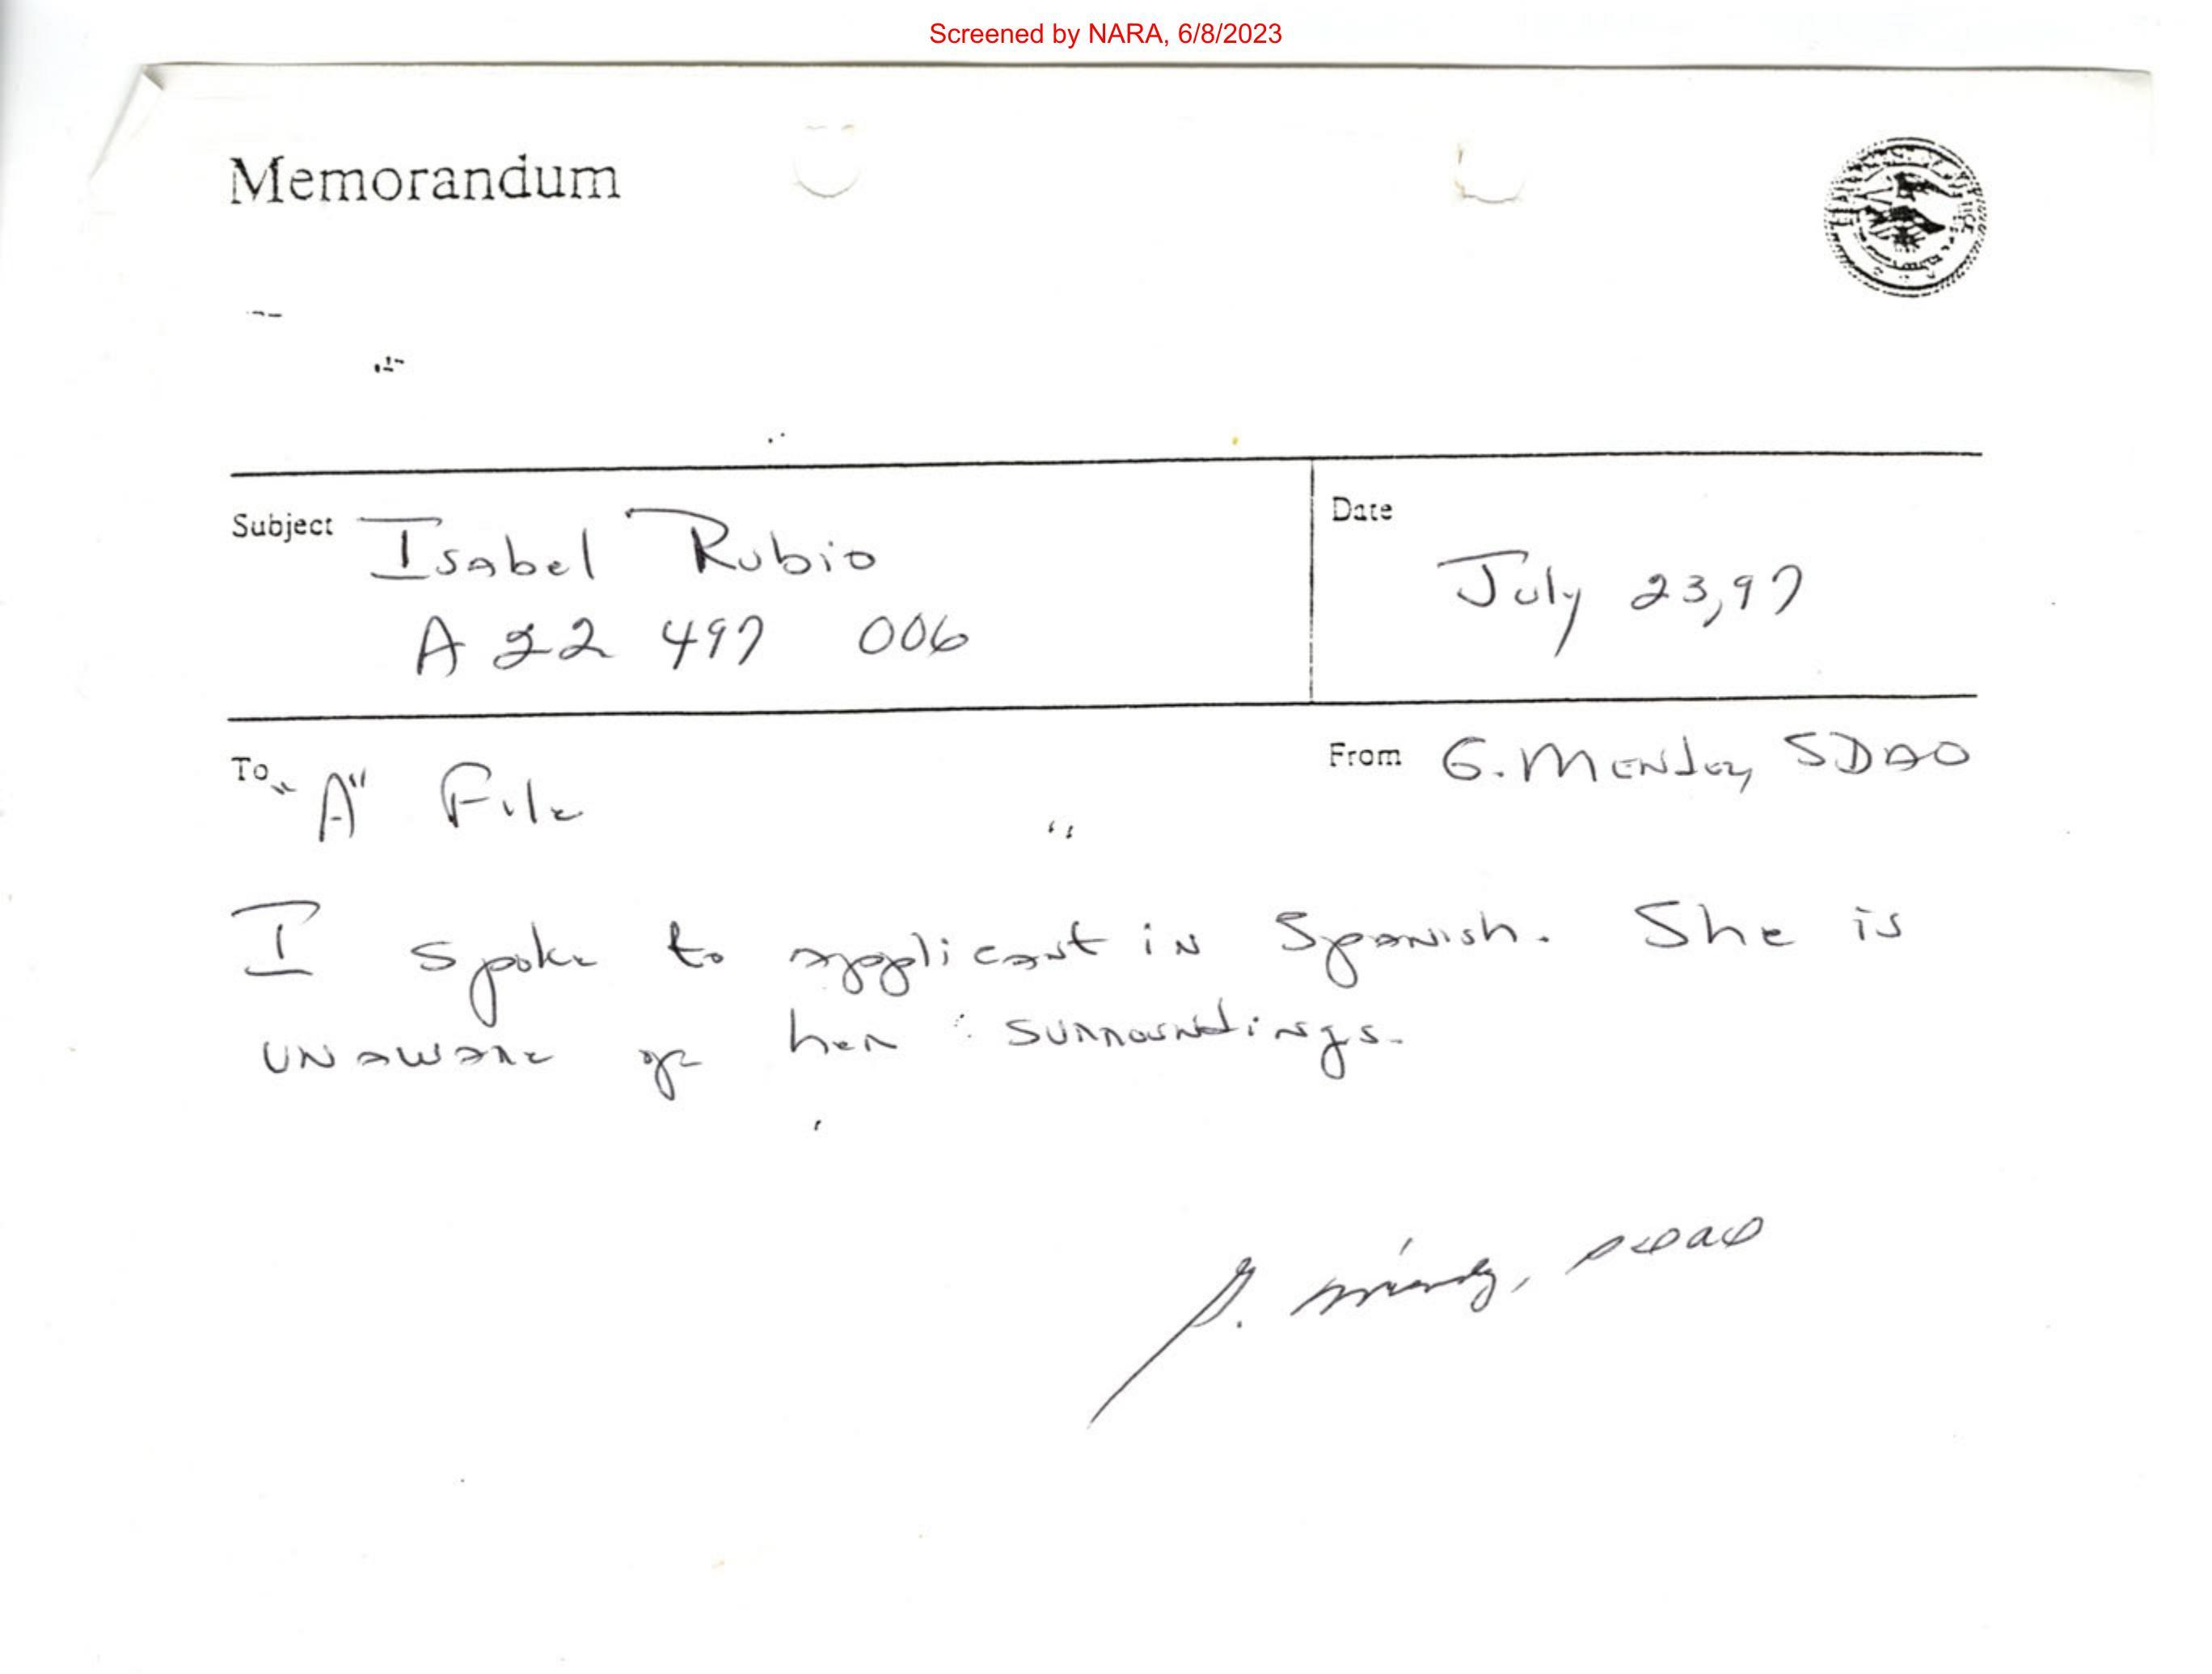 Screened by NARA, 6/8/2023
Memorandum
Subject Isabel Rubio
A 22 497 006
Date
July 23, 97
To "A" File
From G. Mendez, SDAO
I spoke to applicant in Spanish. She is
unaware of her surroundings.
G. Mendez, SDAO